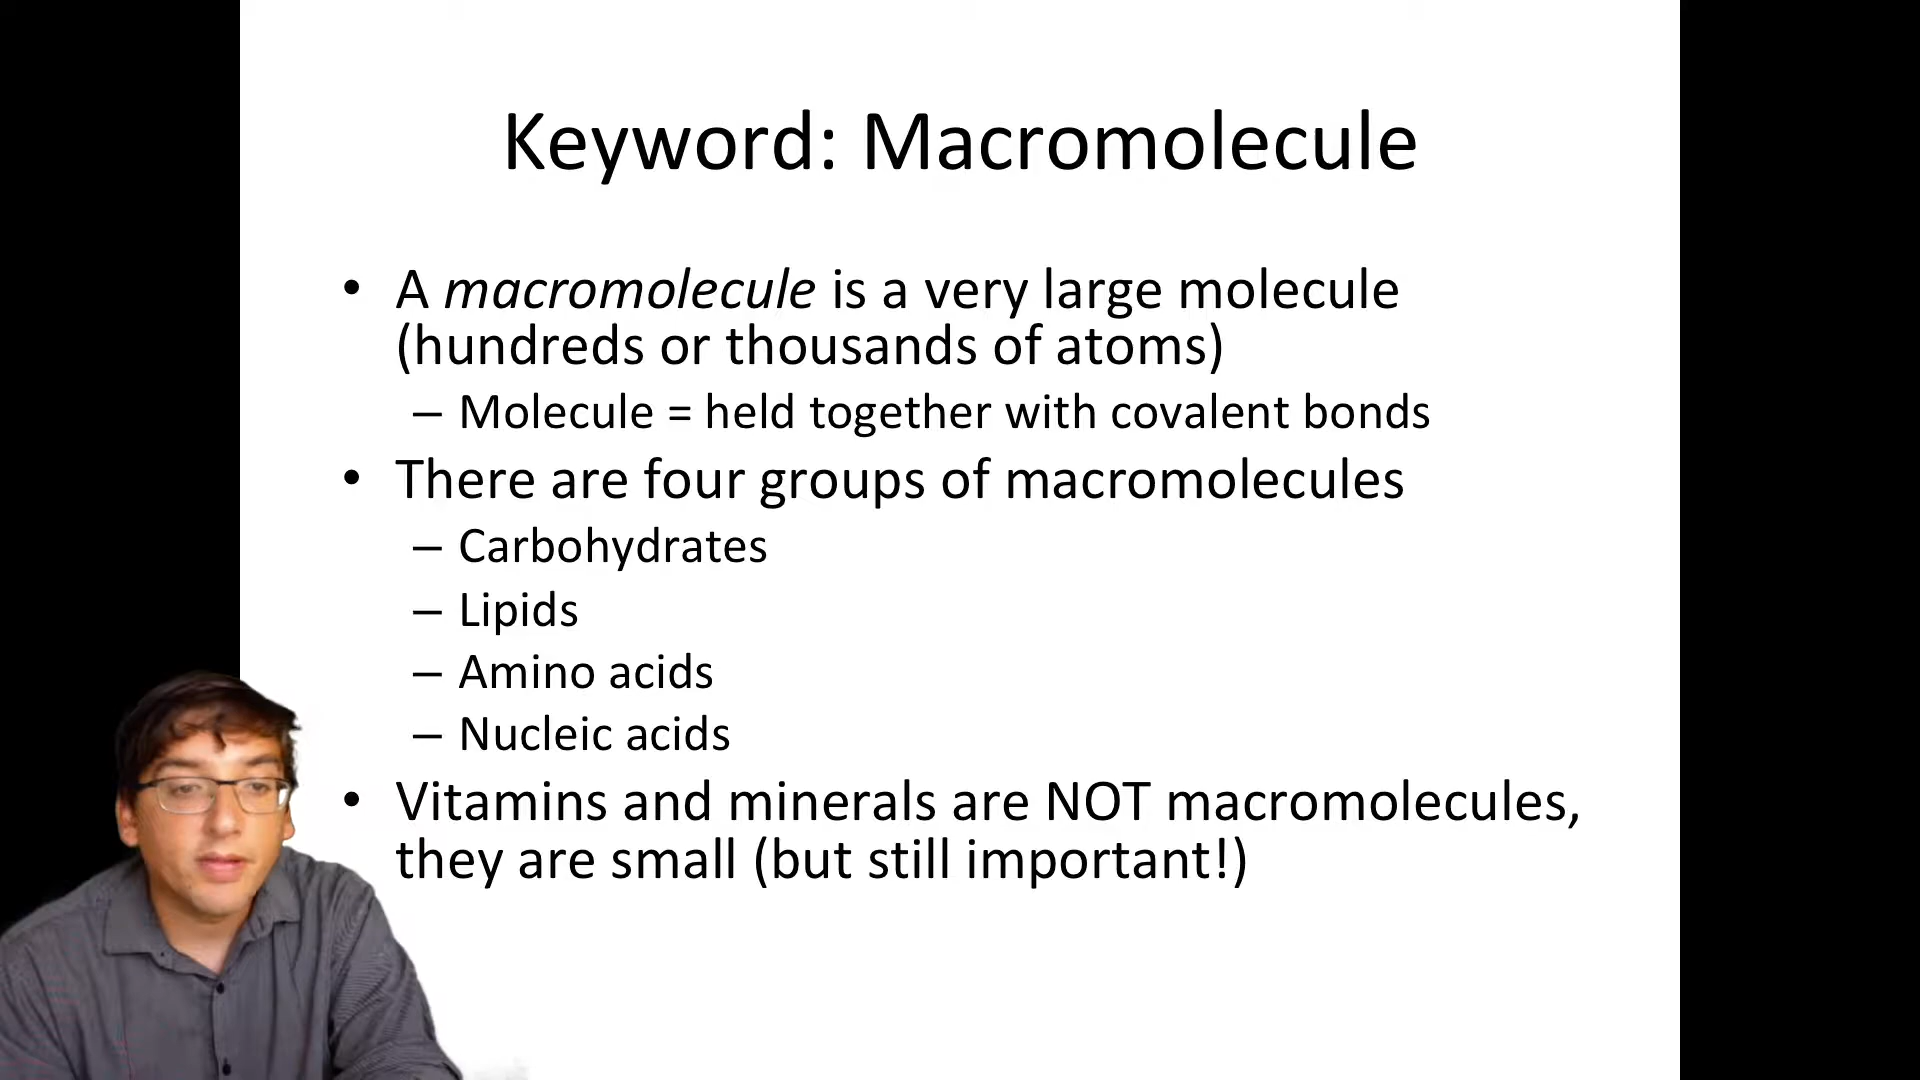 Keyword: Macromolecule
• A macromolecule is a very large molecule
(hundreds or thousands of atoms)
– Molecule = held together with covalent bonds
• There are four groups of macromolecules
– Carbohydrates
– Lipids
– Amino acids
– Nucleic acids
• Vitamins and minerals are NOT macromolecules,
they are small (but still important!)